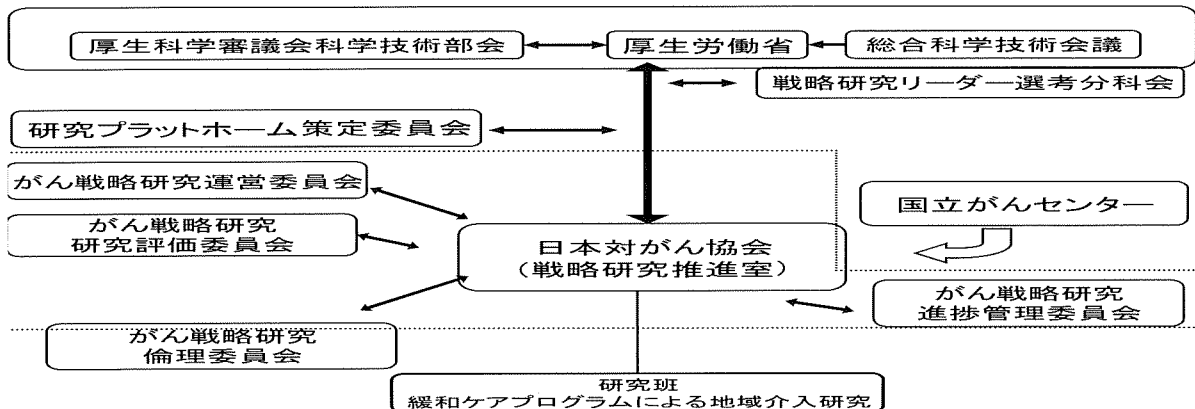 厚生科学審議会科学技術部会
厚生労働省
総合科学技術会議
戦略研究リーダー選考分科会
研究プラットホーム策定委員会
がん戦略研究運営委員会
国立がんセンター
がん戦略研究
研究評価委員会
日本対がん協会
(戦略研究推進室)
がん戦略研究
進捗管理委員会
がん戦略研究
倫理委員会
研究班
緩和ケアプログラムによる地域介入研究